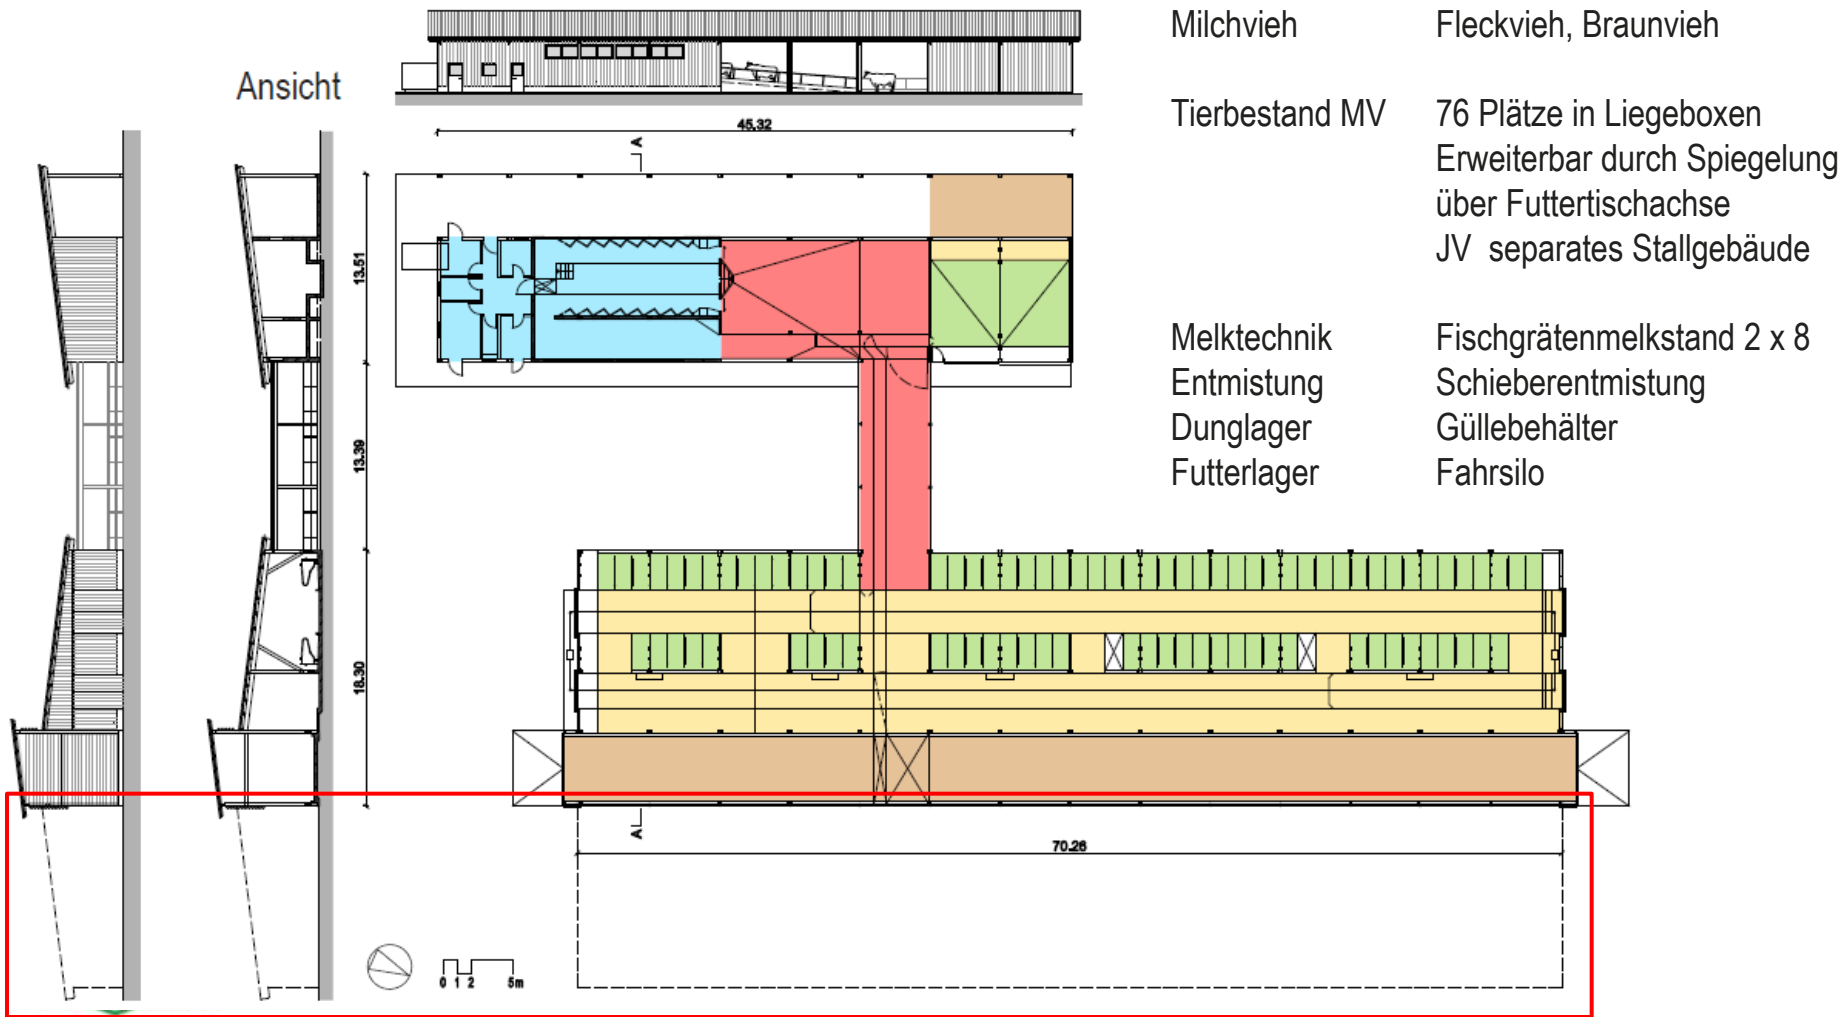 Milchvieh Fleckvieh, Braunvieh
Ansicht
Tierbestand MV 76 Plätze in Liegeboxen
Erweiterbar durch Spiegelung
über Futtertischachse
JV separates Stallgebäude
45.32
A
13.51
Melktechnik Fischgrätenmelkstand 2 x 8
Entmistung Schieberentmistung
Dunglager Güllebehälter
Futterlager Fahrsilo
13.39
18.30
A
70.26
0 1 2 5m